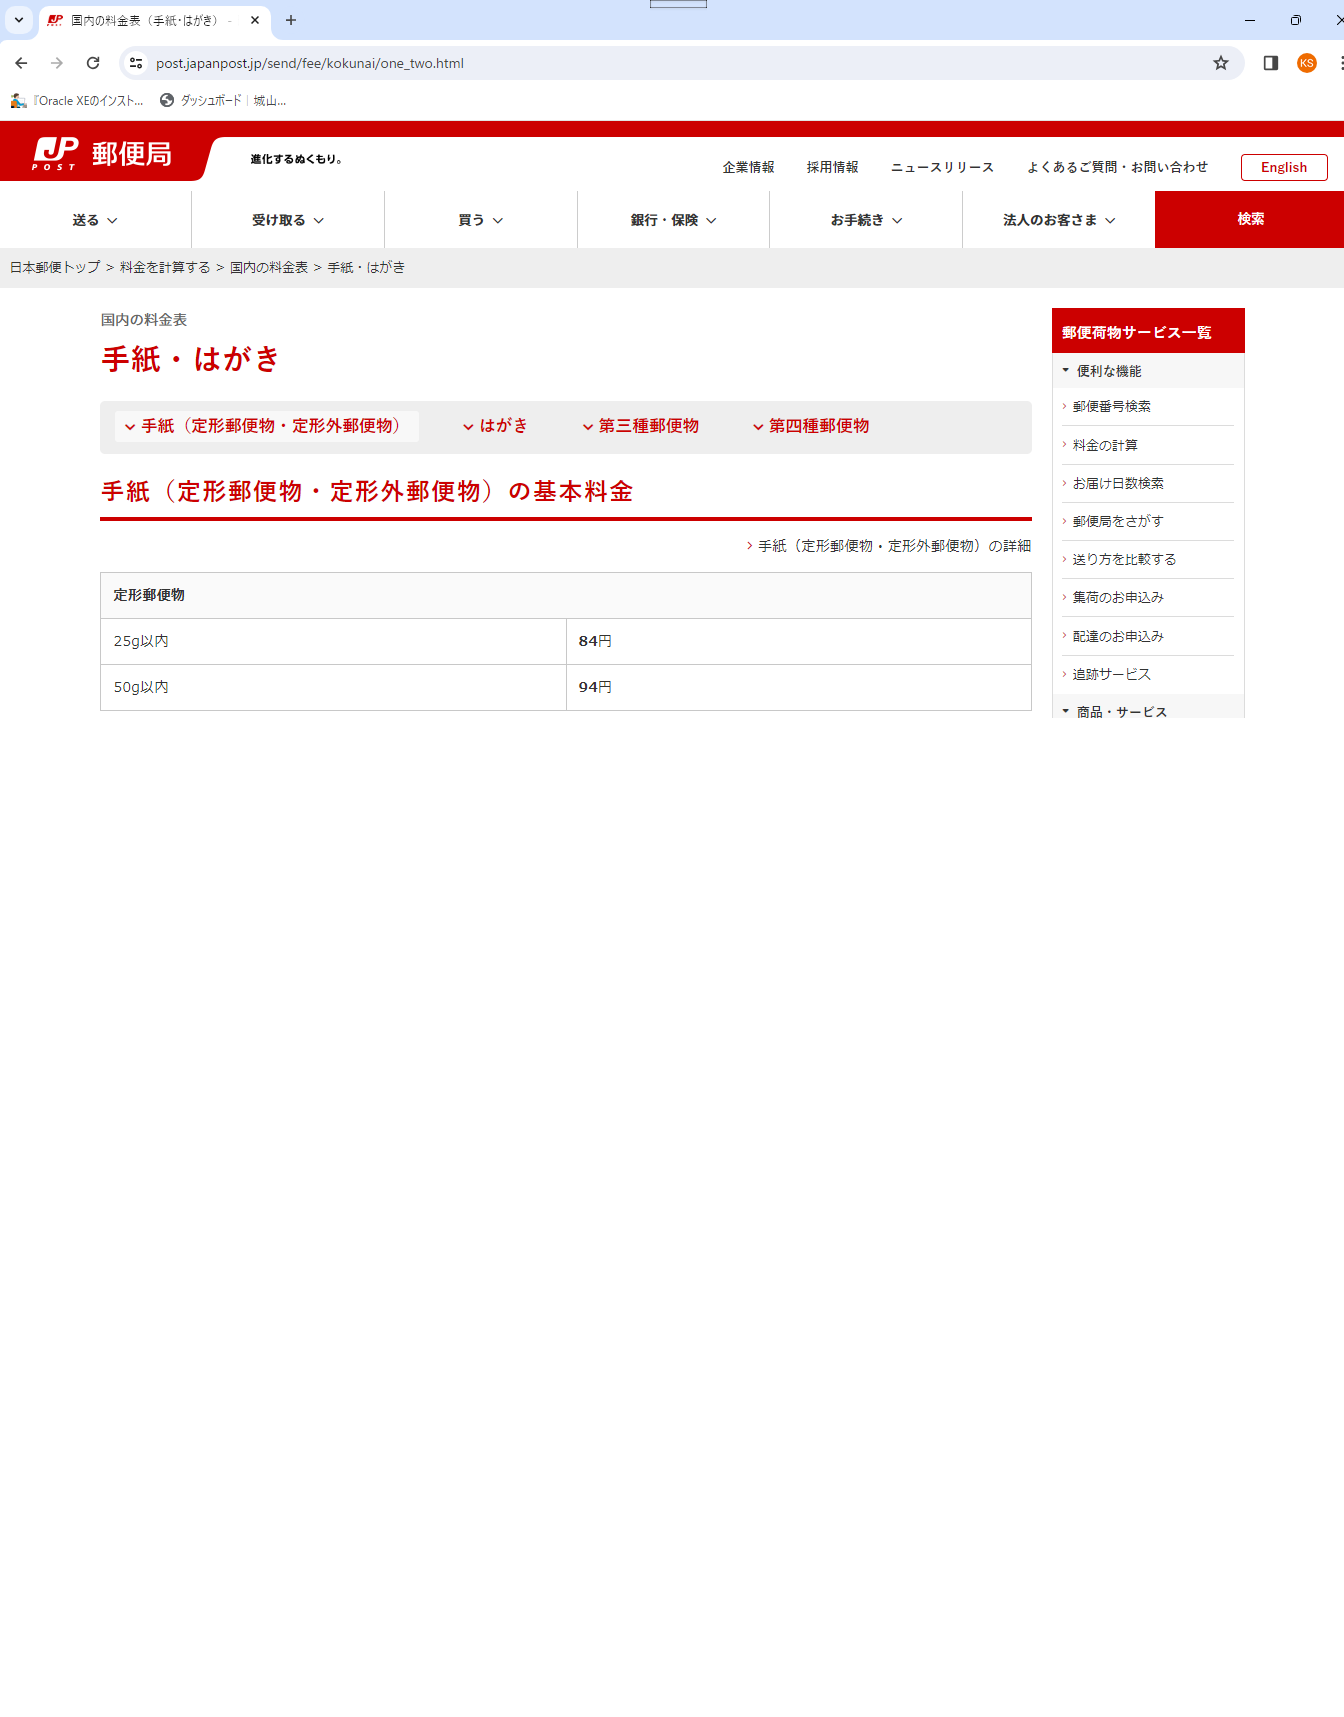 国内の料金表（手紙･はがき） -
post.japanpost.jp/send/fee/kokunai/one_two.html
KS
『Oracle XEのインスト...
ダッシュボード | 城山...
JP POST 郵便局
進化するぬくもり。
企業情報 採用情報 ニュースリリース よくあるご質問・お問い合わせ English
送る 受け取る 買う 銀行・保険 お手続き 法人のお客さま 検索
日本郵便トップ > 料金を計算する > 国内の料金表 > 手紙・はがき
国内の料金表
手紙・はがき
手紙（定形郵便物・定形外郵便物） はがき 第三種郵便物 第四種郵便物
手紙（定形郵便物・定形外郵便物）の基本料金
手紙（定形郵便物・定形外郵便物）の詳細
定形郵便物
25g以内 84円
50g以内 94円
郵便荷物サービス一覧
便利な機能
郵便番号検索
料金の計算
お届け日数検索
郵便局をさがす
送り方を比較する
集荷のお申込み
配達のお申込み
追跡サービス
商品・サービス